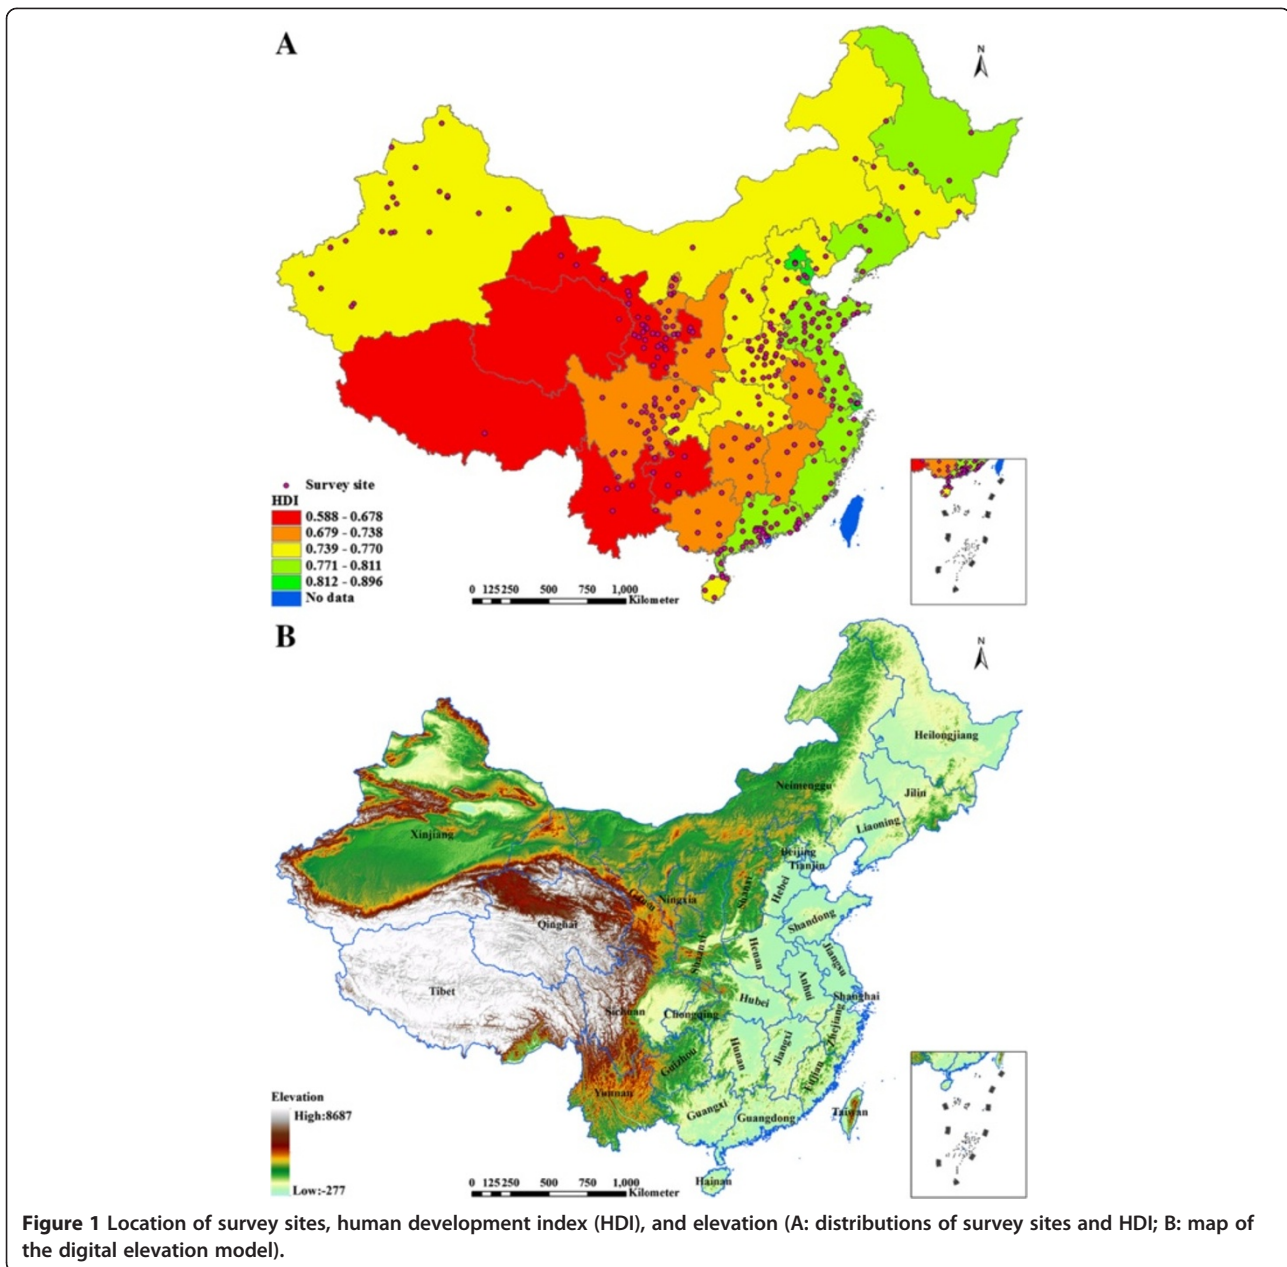 A
N
Survey site
HDI
0.588 - 0.678
0.679 - 0.738
0.739 - 0.770
0.771 - 0.811
0.812 - 0.896
No data
0 125 250 500 750 1,000
Kilometer
B
N
Heilongjiang
Neimenggu
Jilin
Liaoning
Xinjiang
Beijing
Tianjin
Hebei
Shanxi
Gansu
Ningxia
Qinghai
Shandong
Shaanxi
Henan
Jiangsu
Tibet
Anhui
Shanghai
Hubei
Sichuan
Chongqing
Zhejiang
Hunan
Jiangxi
Guizhou
Fujian
Yunnan
Guangxi
Guangdong
Taiwan
Hainan
Elevation
High:8687
Low:-277
0 125 250 500 750 1,000
Kilometer
Figure 1 Location of survey sites, human development index (HDI), and elevation (A: distributions of survey sites and HDI; B: map of
the digital elevation model).